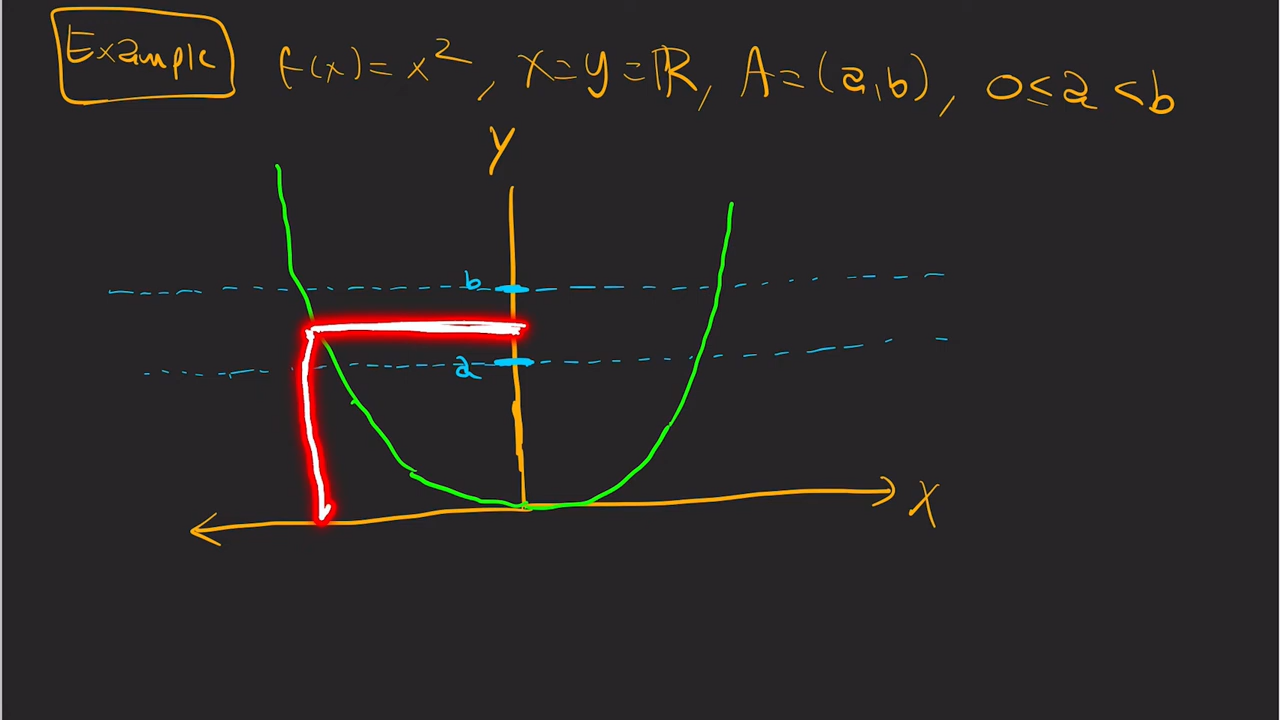 Example f(x) = x², X = y = ℝ, A = (a, b), 0 ≤ a < b
y
b
a
X